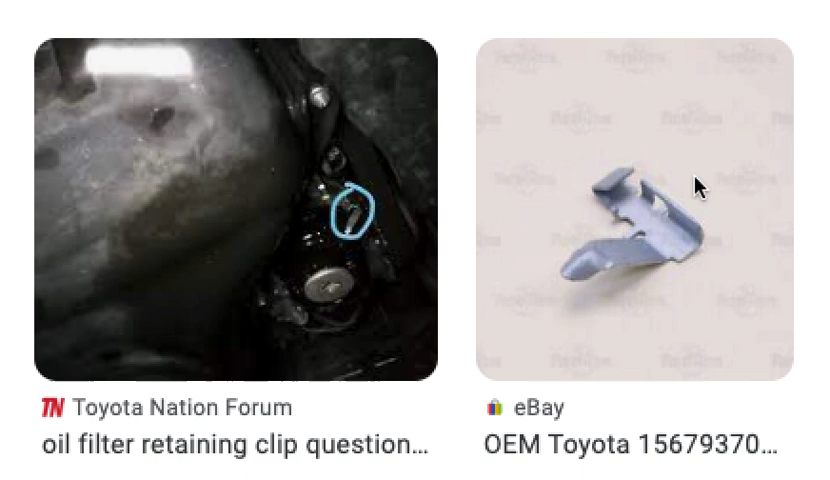 TN Toyota Nation Forum
oil filter retaining clip question...
eBay
OEM Toyota 15679370...